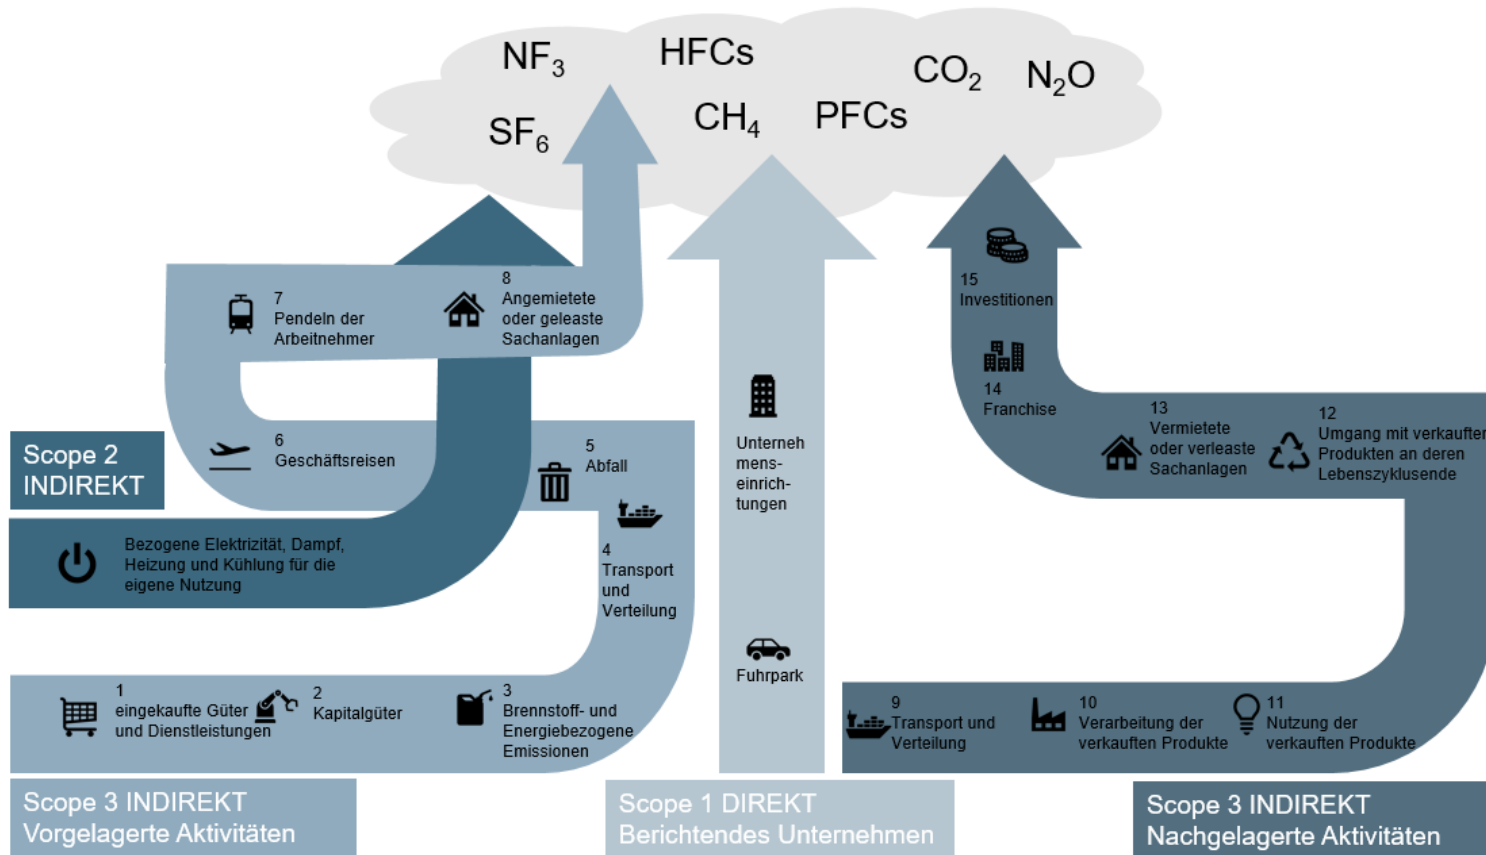 NF₃
HFCs
CO₂
N₂O
SF₆
CH₄
PFCs
7
Pendeln der
Arbeitnehmer
8
Angemietete
oder geleaste
Sachanlagen
6
Geschäftsreisen
5
Abfall
4
Transport
und
Verteilung
Scope 2
INDIREKT
Bezogene Elektrizität, Dampf,
Heizung und Kühlung für die
eigene Nutzung
1
eingekaufte Güter
und Dienstleistungen
2
Kapitalgüter
3
Brennstoff- und
Energiebezogene
Emissionen
Scope 3 INDIREKT
Vorgelagerte Aktivitäten
Unterneh
mens-
einrich-
tungen
Fuhrpark
Scope 1 DIREKT
Berichtendes Unternehmen
15
Investitionen
14
Franchise
13
Vermietete
oder verleaste
Sachanlagen
12
Umgang mit verkauften
Produkten an deren
Lebenszyklusende
9
Transport und
Verteilung
10
Verarbeitung der
verkauften Produkte
11
Nutzung der
verkauften Produkte
Scope 3 INDIREKT
Nachgelagerte Aktivitäten